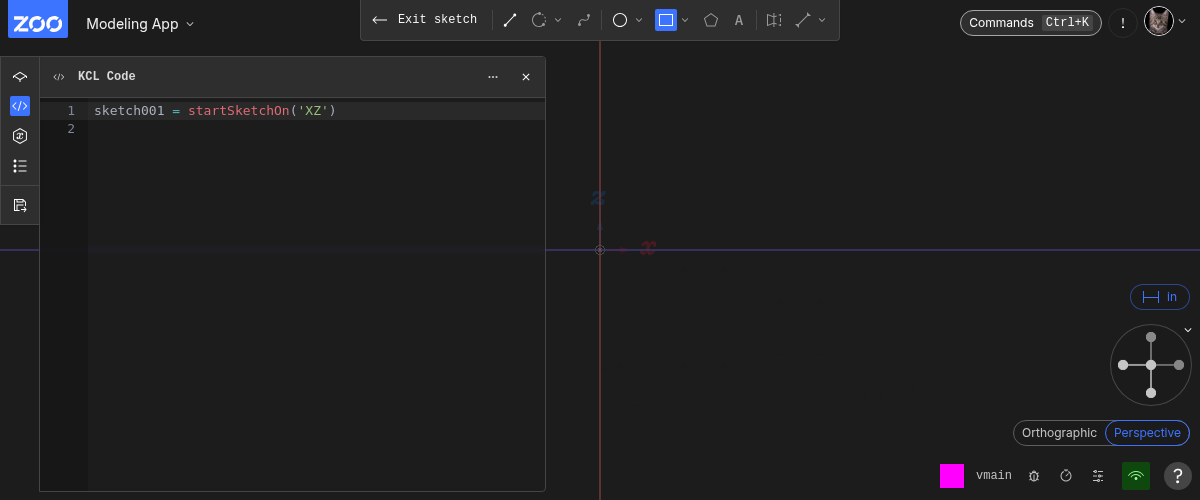 ZOO
Modeling App
Exit sketch
A
Commands Ctrl+K
!
</> KCL Code
...
×
1 sketch001 = startSketchOn('XZ')
2
z
x
in
Orthographic Perspective
vmain
?